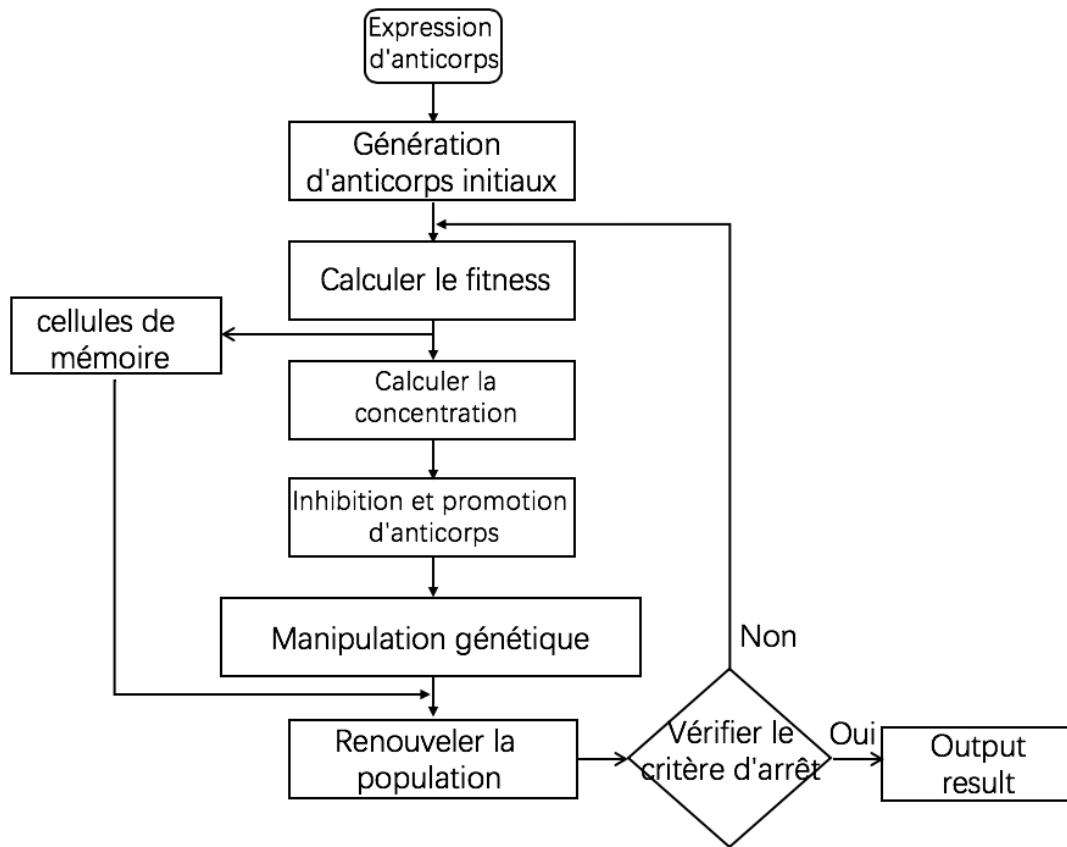 Expression
d'anticorps
Génération
d'anticorps initiaux
Calculer le fitness
cellules de
mémoire
Calculer la
concentration
Inhibition et promotion
d'anticorps
Manipulation génétique
Non
Renouveler la
population
Vérifier le
critère d'arrêt
Oui
Output
result